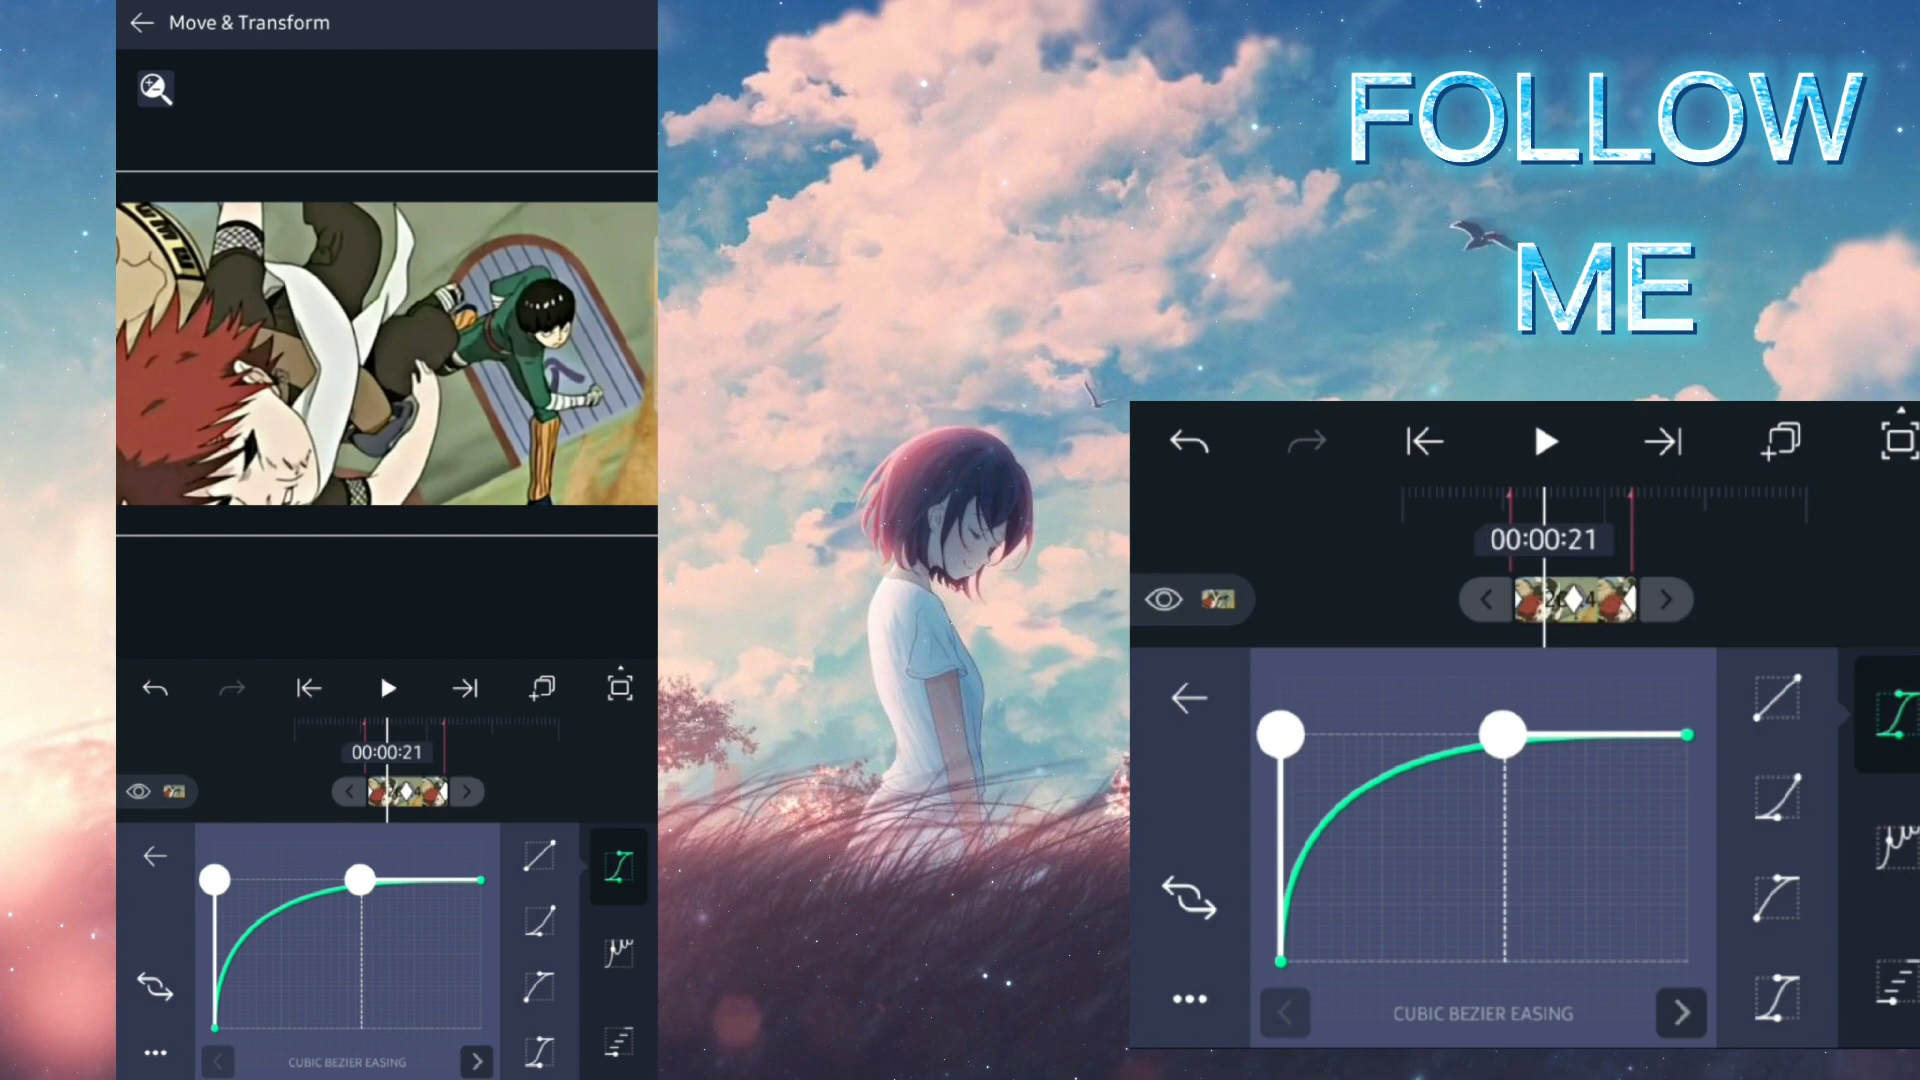 Move & Transform
FOLLOW
ME
00:00:21
CUBIC BEZIER EASING
00:00:21
CUBIC BEZIER EASING